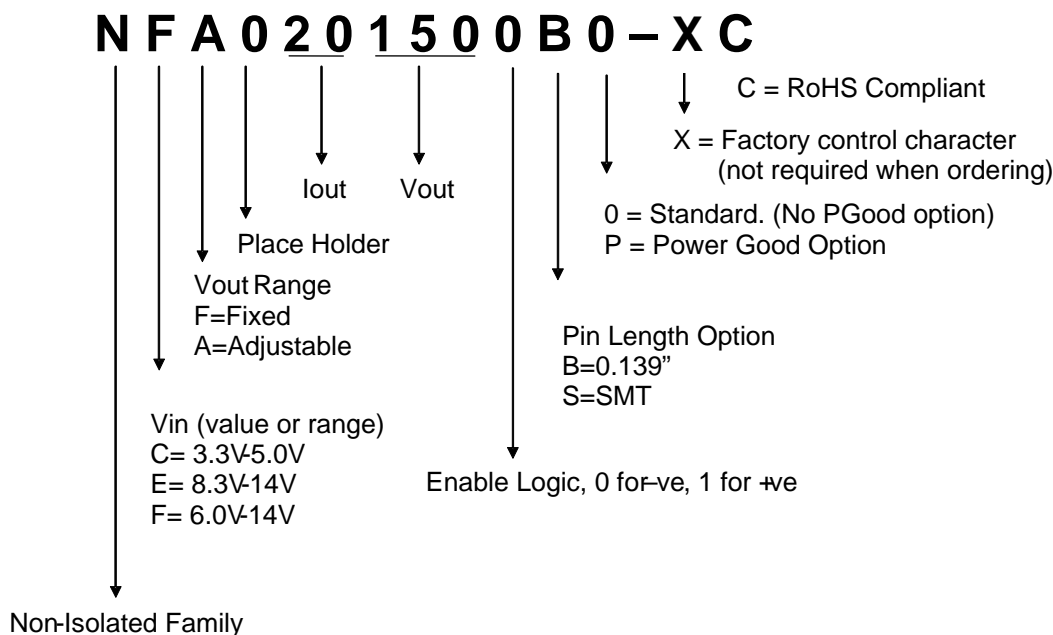 N F A 0 2 0 1 5 0 0 B 0 – X C
C = RoHS Compliant
X = Factory control character
(not required when ordering)
Iout
Vout
0 = Standard. (No PGood option)
P = Power Good Option
Place Holder
Vout Range
F=Fixed
A=Adjustable
Pin Length Option
B=0.139”
S=SMT
Vin (value or range)
C= 3.3V-5.0V
E= 8.3V-14V
F= 6.0V-14V
Enable Logic, 0 for –ve, 1 for +ve
Non-Isolated Family